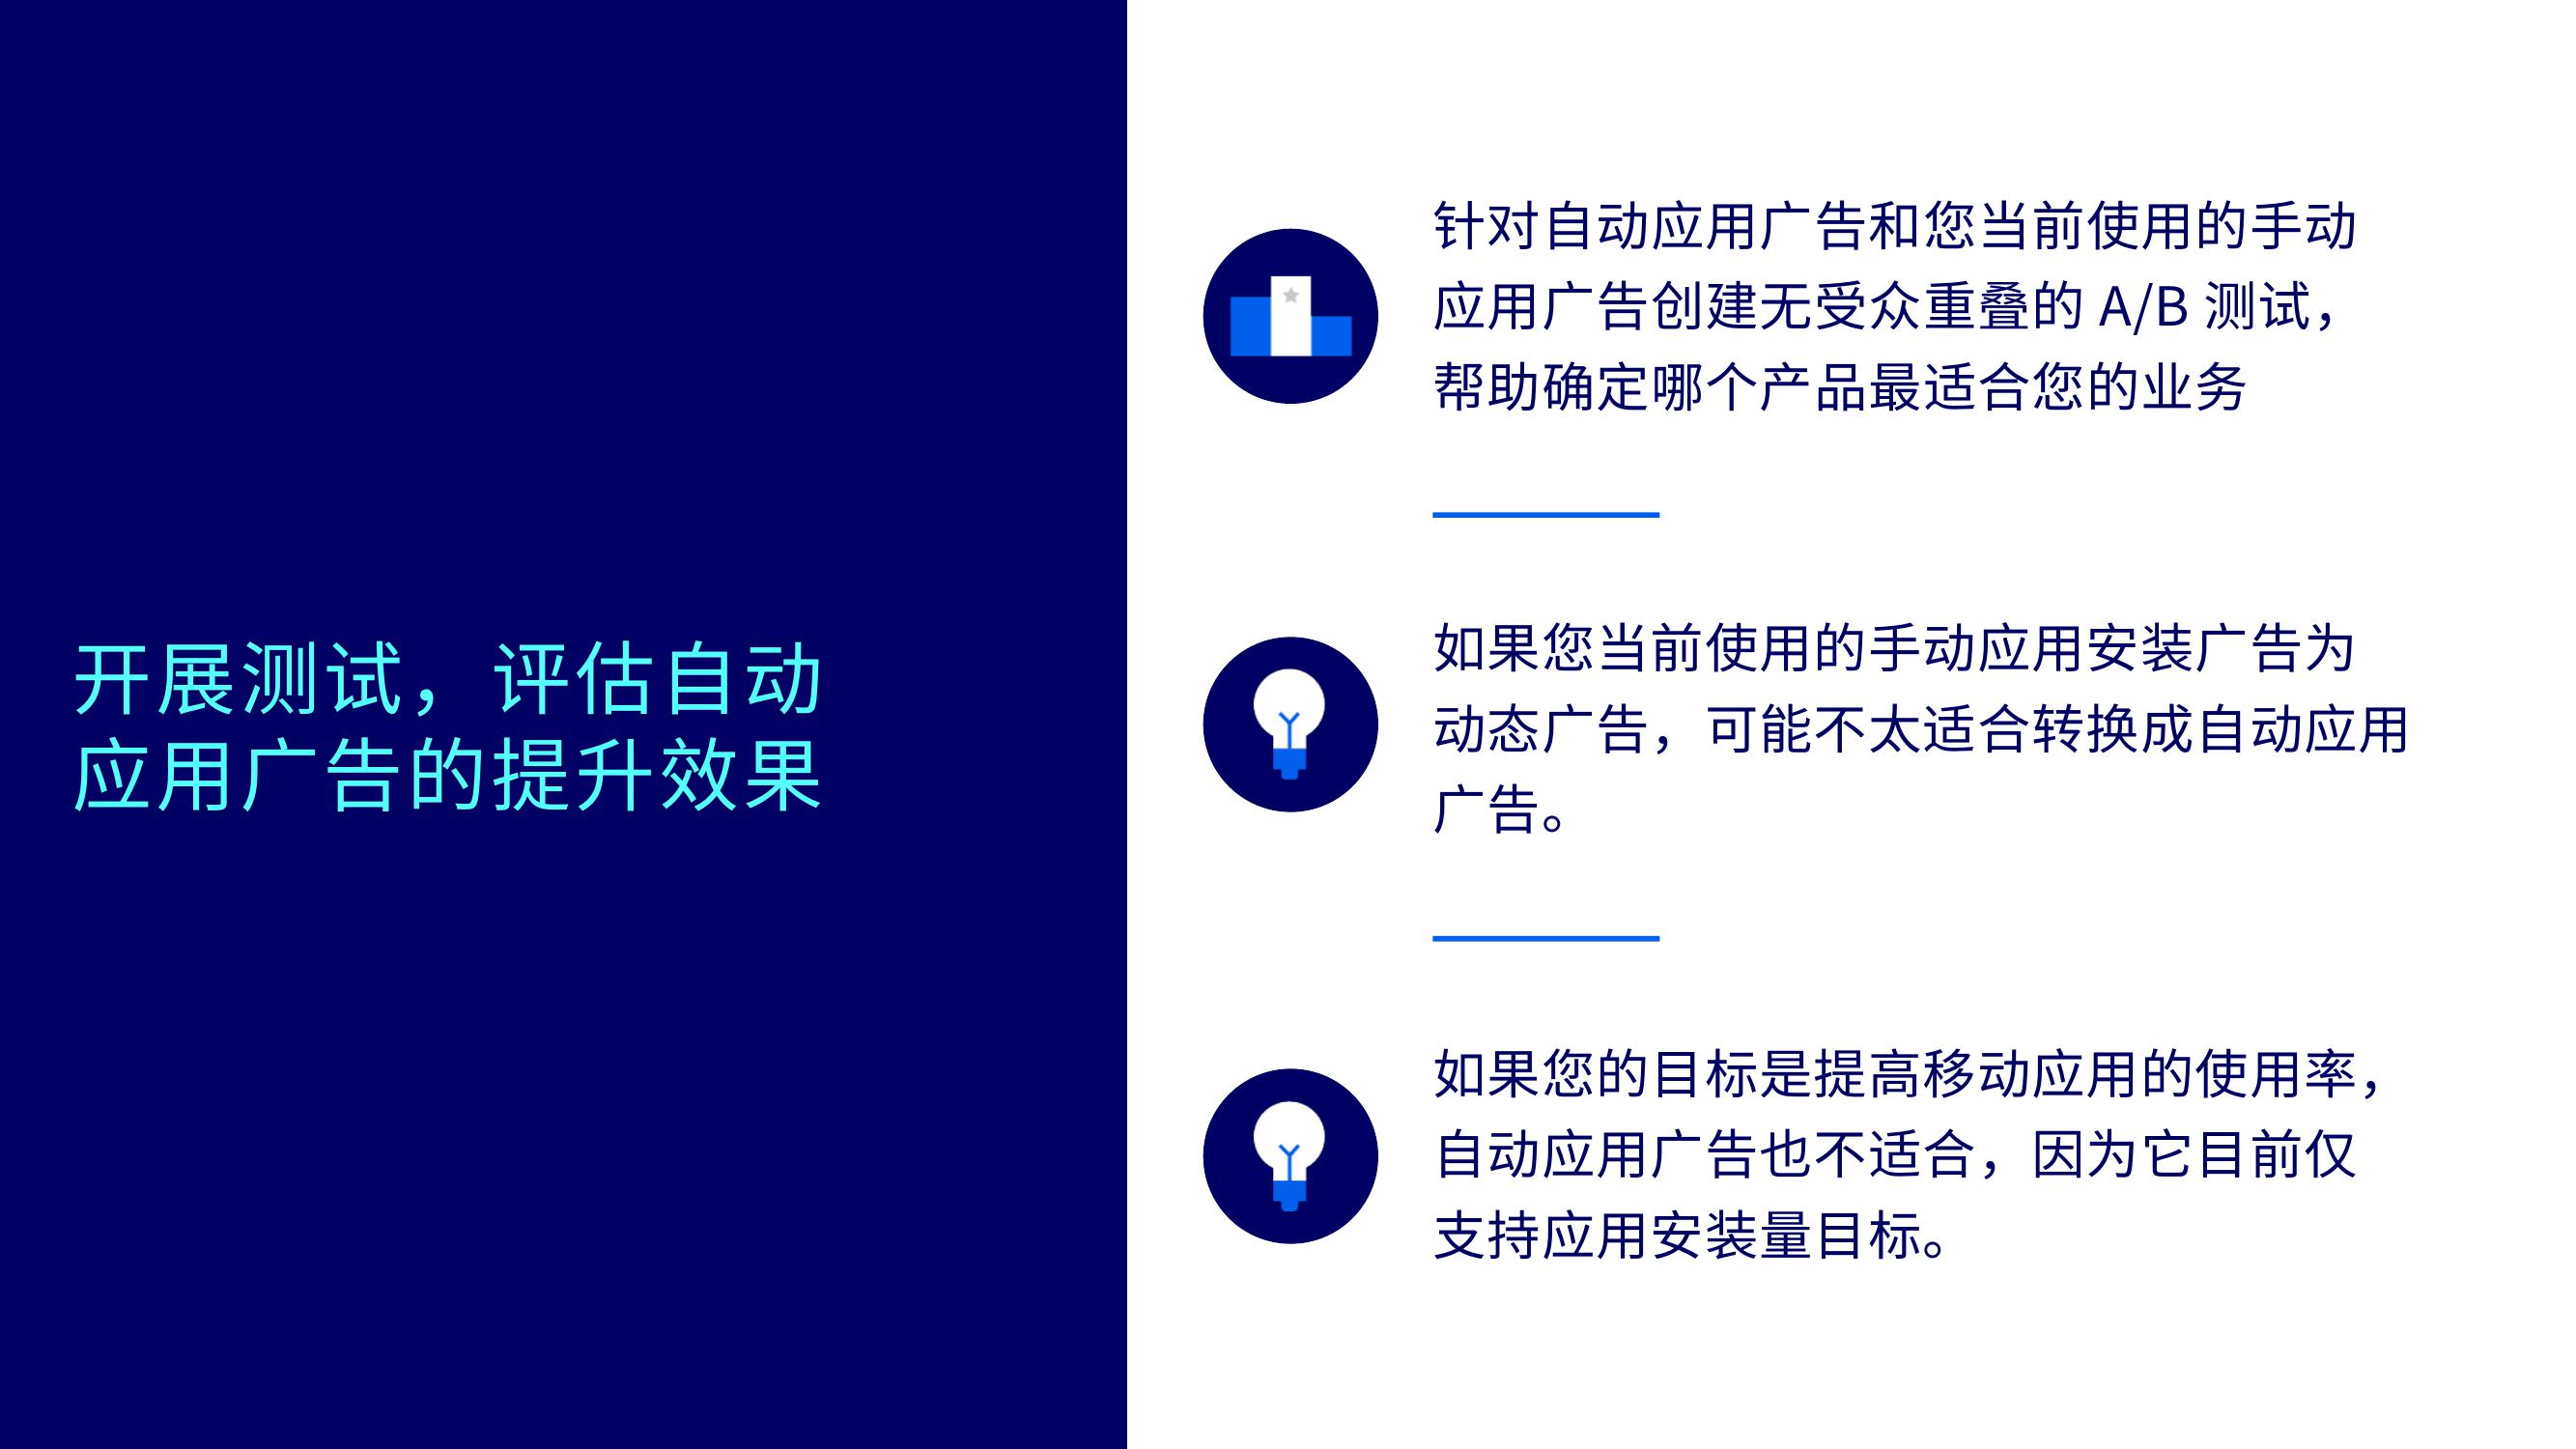 开展测试，评估自动
应用广告的提升效果
针对自动应用广告和您当前使用的手动
应用广告创建无受众重叠的 A/B 测试，
帮助确定哪个产品最适合您的业务
如果您当前使用的手动应用安装广告为
动态广告，可能不太适合转换成自动应用
广告。
如果您的目标是提高移动应用的使用率，
自动应用广告也不适合，因为它目前仅
支持应用安装量目标。